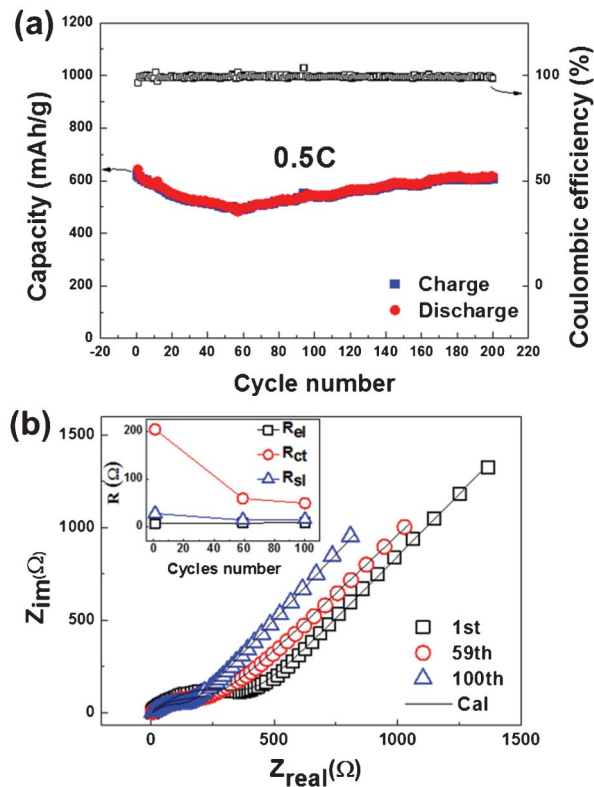 (a)
1200
1000
800
600
400
200
0
-20 0 20 40 60 80 100 120 140 160 180 200 220
100
50
0
Capacity (mAh/g)
Coulombic efficiency (%)
0.5C
Charge
Discharge
Cycle number
(b)
1500
1000
500
0
0 500 1000 1500
Zim(Ω)
Zreal(Ω)
200
100
0
0 20 40 60 80 100
R (Ω)
Cycles number
Rel
Rct
Rsl
1st
59th
100th
Cal